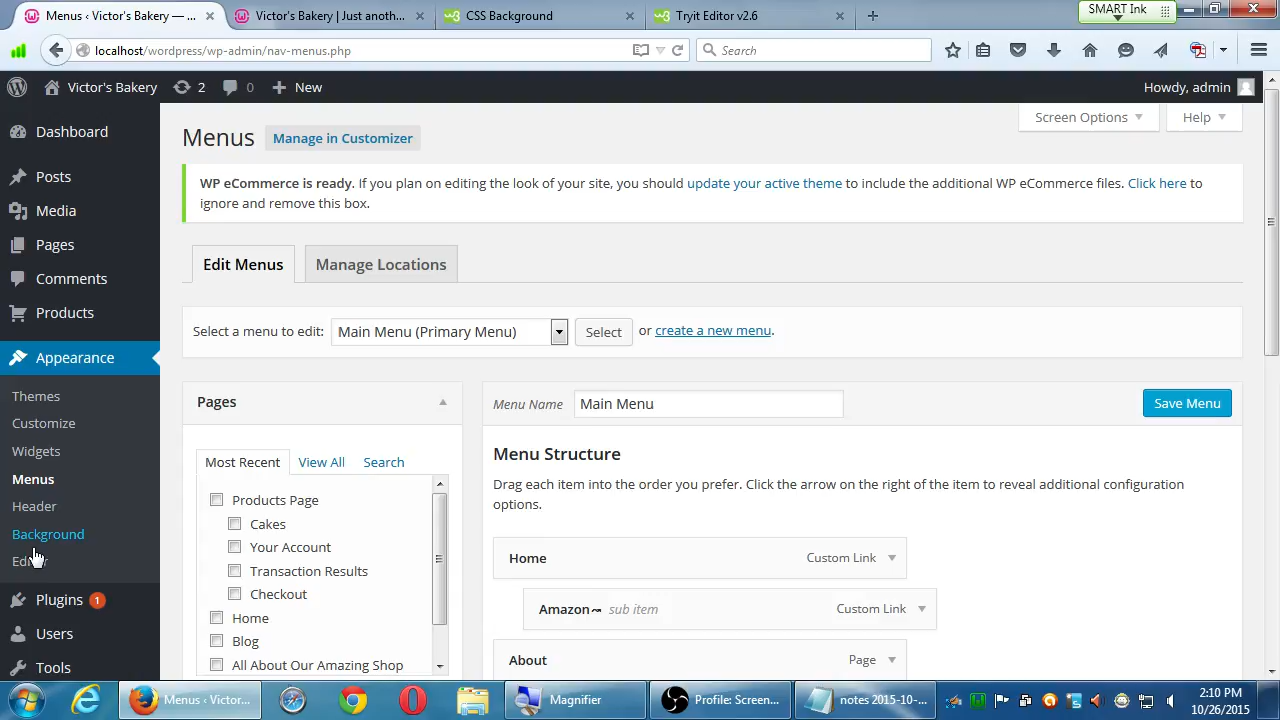 Menus ‹ Victor's Bakery — ...
Victor's Bakery | Just anoth...
CSS Background
Tryit Editor v2.6
SMART Ink
localhost/wordpress/wp-admin/nav-menus.php
Search
Victor's Bakery
2
0
New
Howdy, admin
Dashboard
Posts
Media
Pages
Comments
Products
Appearance
Themes
Customize
Widgets
Menus
Header
Background
Plugins 1
Users
Tools
Menus
Manage in Customizer
Screen Options
Help
WP eCommerce is ready. If you plan on editing the look of your site, you should update your active theme to include the additional WP eCommerce files. Click here to
ignore and remove this box.
Edit Menus
Manage Locations
Select a menu to edit:
Main Menu (Primary Menu)
Select
or create a new menu.
Pages
Most Recent
View All
Search
Products Page
Cakes
Your Account
Transaction Results
Checkout
Home
Blog
All About Our Amazing Shop
Menu Name
Main Menu
Save Menu
Menu Structure
Drag each item into the order you prefer. Click the arrow on the right of the item to reveal additional configuration
options.
Home
Custom Link
Amazon sub item
Custom Link
About
Page
Menus ‹ Victor...
Magnifier
Profile: Screen...
notes 2015-10-...
2:10 PM
10/26/2015